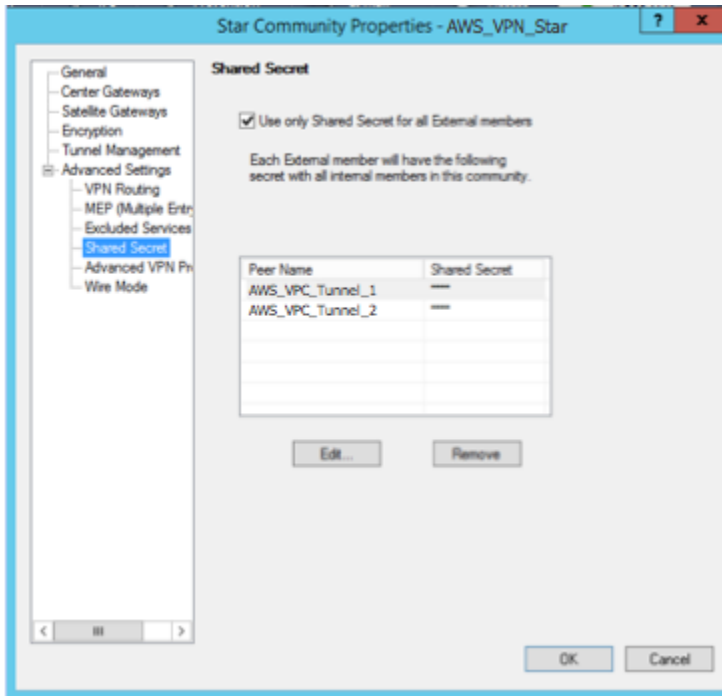 Star Community Properties - AWS_VPN_Star
?
x
General
Center Gateways
Satellite Gateways
Encryption
Tunnel Management
Advanced Settings
VPN Routing
MEP (Multiple Entry
Excluded Services
Shared Secret
Advanced VPN Pr
Wire Mode
Shared Secret
Use only Shared Secret for all External members
Each External member will have the following
secret with all internal members in this community.
Peer Name Shared Secret
AWS_VPC_Tunnel_1 ****
AWS_VPC_Tunnel_2 ****
Edit... Remove
OK Cancel